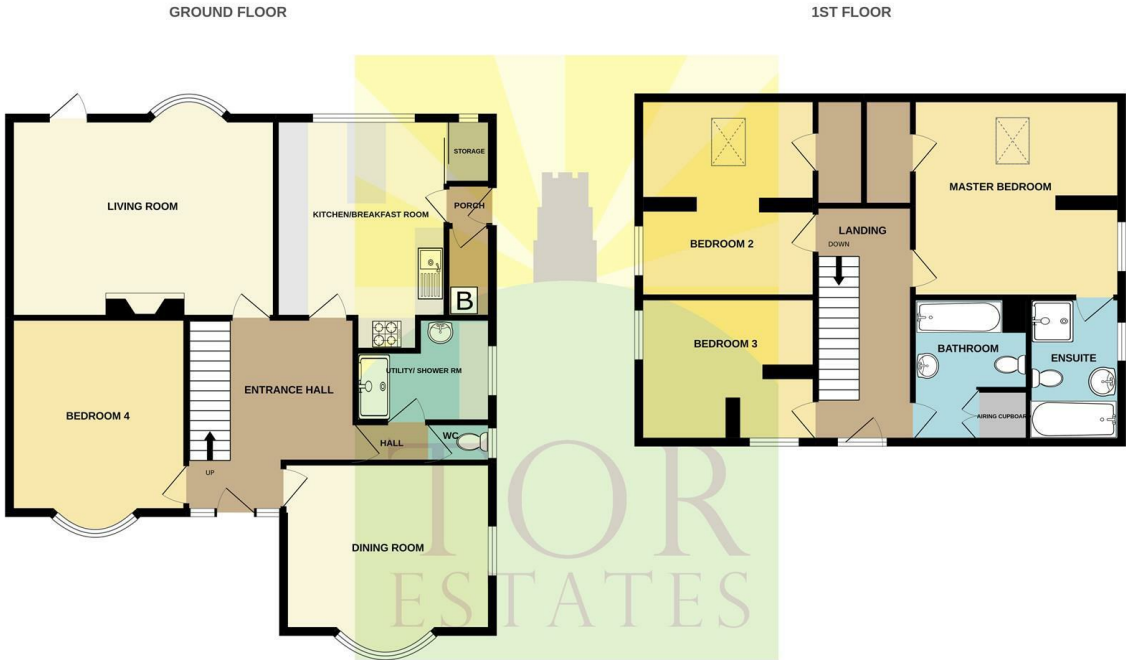 GROUND FLOOR
1ST FLOOR
LIVING ROOM
KITCHEN/BREAKFAST ROOM
STORAGE
PORCH
B
BEDROOM 4
ENTRANCE HALL
UP
UTILITY/ SHOWER RM
HALL
WC
DINING ROOM
BEDROOM 2
BEDROOM 3
LANDING
DOWN
MASTER BEDROOM
BATHROOM
ENSUITE
AIRING CUPBOARD
TOR
ESTATES